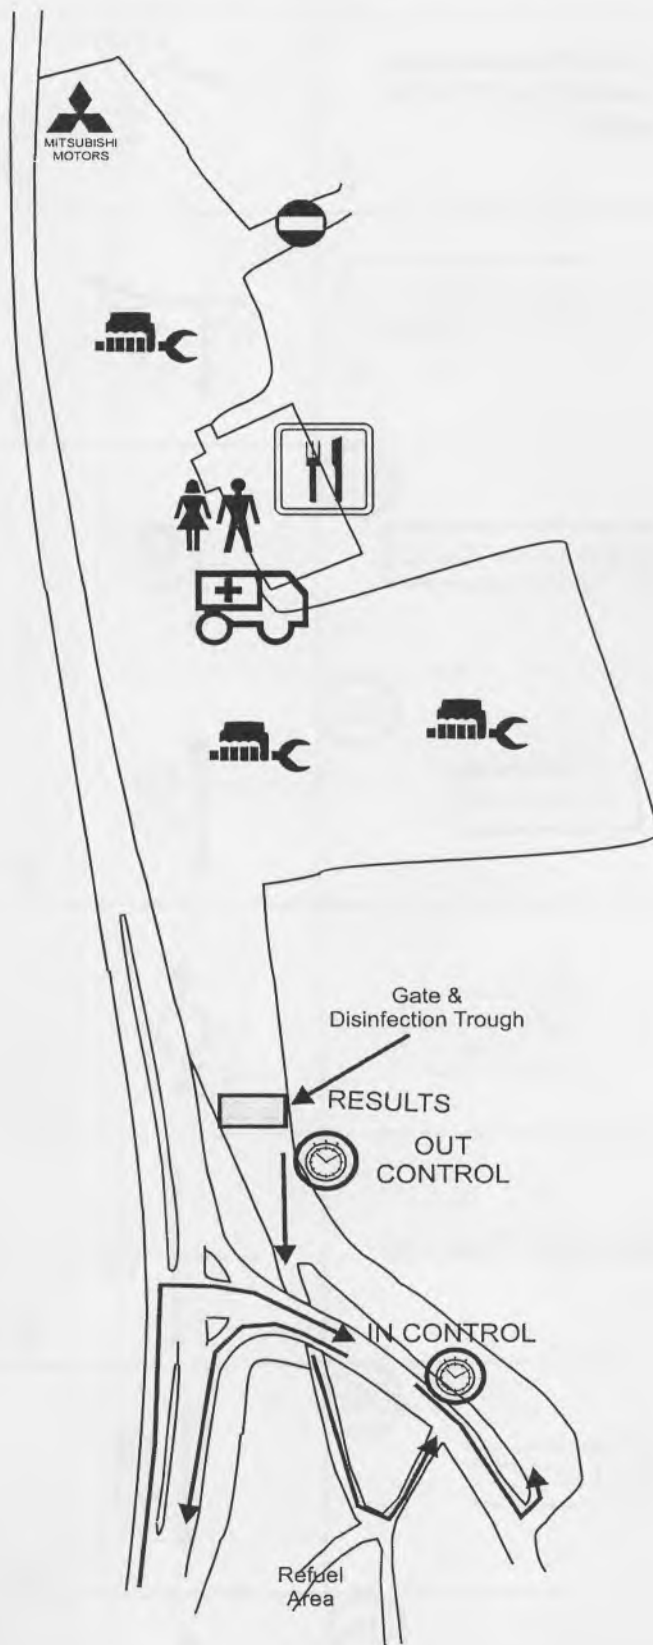 MITSUBISHI
MOTORS
Gate &
Disinfection Trough
RESULTS
OUT
CONTROL
IN CONTROL
Refuel
Area